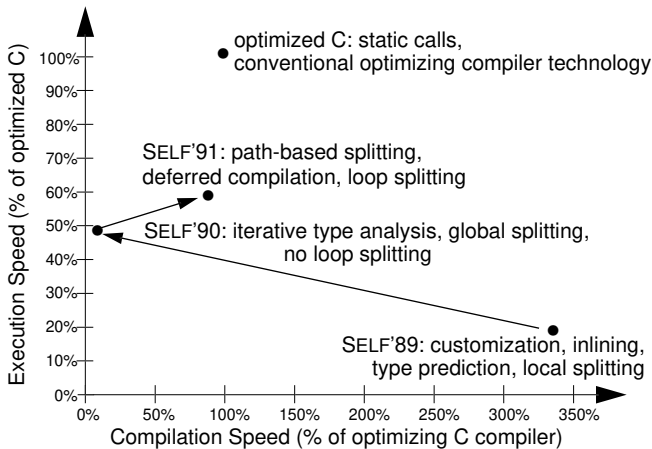 optimized C: static calls,
conventional optimizing compiler technology
SELF'91: path-based splitting,
deferred compilation, loop splitting
SELF'90: iterative type analysis, global splitting,
no loop splitting
SELF'89: customization, inlining,
type prediction, local splitting
Execution Speed (% of optimized C)
100%
90%
80%
70%
60%
50%
40%
30%
20%
10%
0%
0% 50% 100% 150% 200% 250% 300% 350%
Compilation Speed (% of optimizing C compiler)